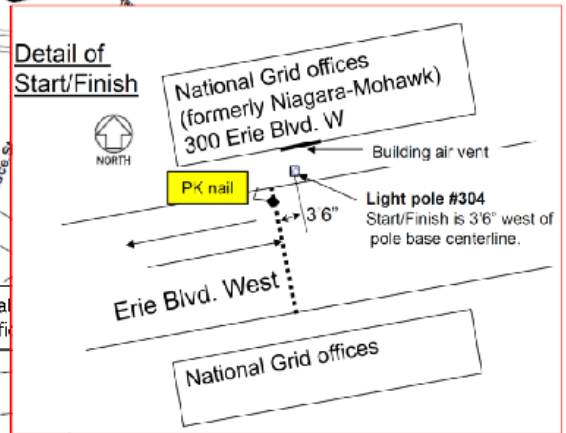 Detail of
Start/Finish
NORTH
National Grid offices
(formerly Niagara-Mohawk)
300 Erie Blvd. W
Building air vent
PK nail
Light pole #304
Start/Finish is 3'6" west of
pole base centerline.
3'6"
Erie Blvd. West
National Grid offices